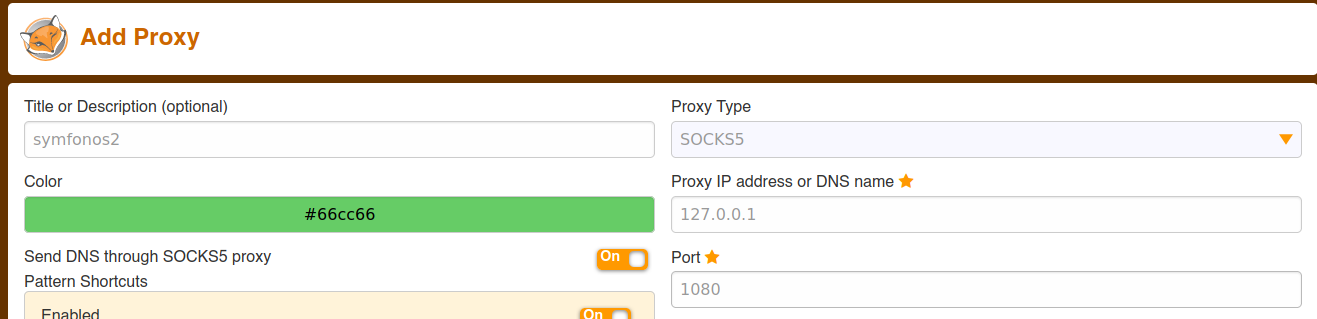 Add Proxy
Title or Description (optional)
symfonos2
Proxy Type
SOCKS5
Color
#66cc66
Proxy IP address or DNS name
127.0.0.1
Send DNS through SOCKS5 proxy
On
Port
1080
Pattern Shortcuts
Enabled
On